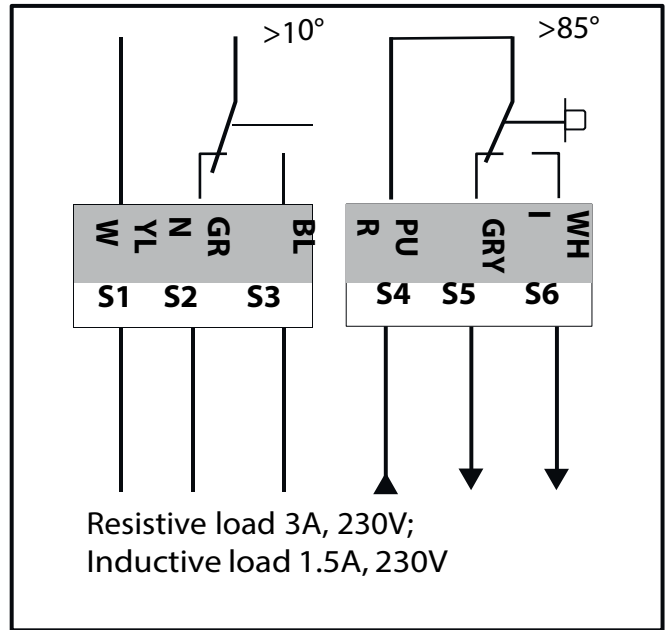 >10° >85°
W YL N GR BL R PU GRY I WH
S1 S2 S3 S4 S5 S6
Resistive load 3A, 230V;
Inductive load 1.5A, 230V